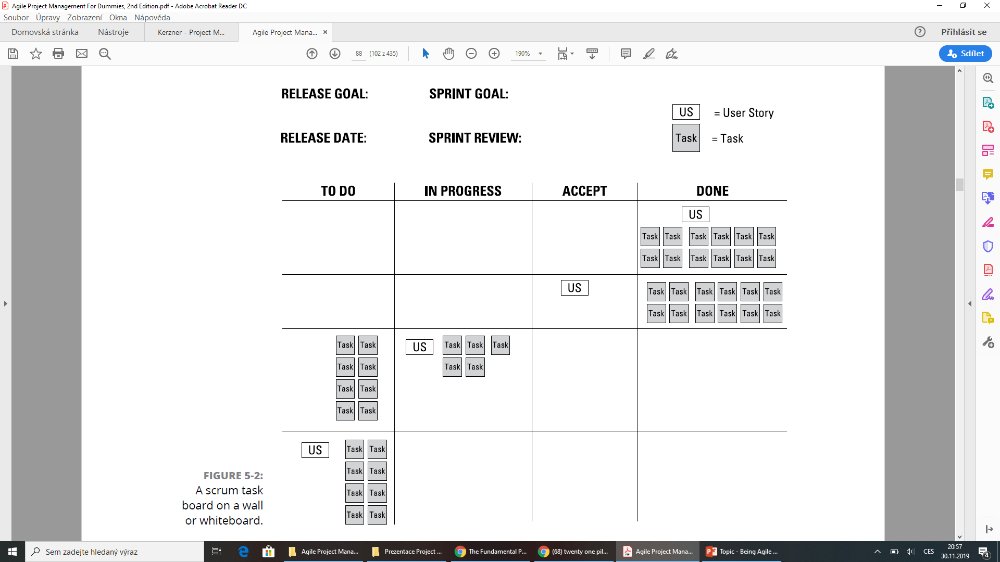 Agile Project Management For Dummies, 2nd Edition.pdf - Adobe Acrobat Reader DC
Soubor Úpravy Zobrazení Okna Nápověda
Domovská stránka Nástroje Kerzner - Project M... Agile Project Mana... × ? Přihlásit se
88 (102 z 435) 190% Sdílet
RELEASE GOAL: SPRINT GOAL:
US = User Story
RELEASE DATE: SPRINT REVIEW: Task = Task
TO DO IN PROGRESS ACCEPT DONE
US
Task Task Task Task Task Task
Task Task Task Task Task Task
US
Task Task Task Task Task Task
Task Task Task Task Task Task
Task Task US Task Task Task
Task Task Task Task
Task Task
Task Task
US Task Task
Task Task
Task Task
Task Task
FIGURE 5-2:
A scrum task
board on a wall
or whiteboard.
Sem zadejte hledaný výraz Agile Project Mana... Prezentace Project ... The Fundamental P... (68) twenty one pil... Agile Project Mana... Topic - Being Agile ... CES 20:57
30.11.2019 4